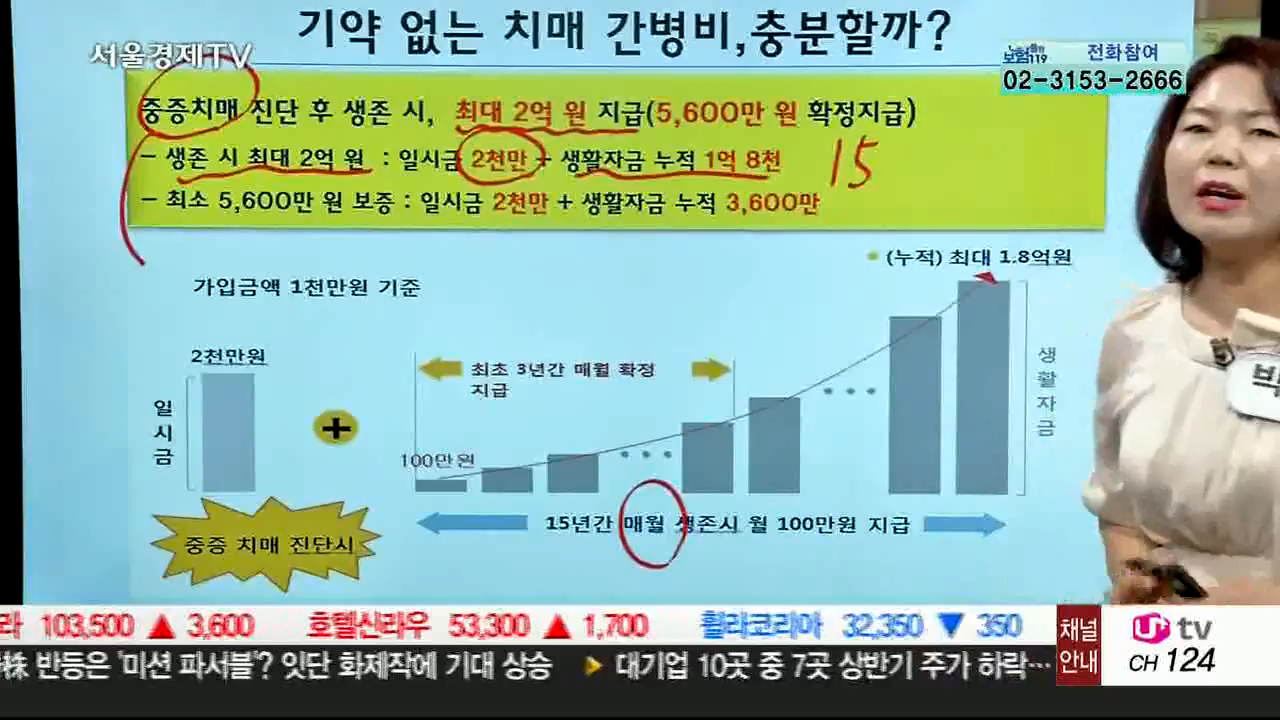 기약 없는 치매 간병비,충분할까?
서울경제TV
보험119
전화참여
02-3153-2666
중증치매 진단 후 생존 시, 최대 2억 원 지급(5,600만 원 확정지급)
- 생존 시 최대 2억 원 : 일시금 2천만 + 생활자금 누적 1억 8천
15
- 최소 5,600만 원 보증 : 일시금 2천만 + 생활자금 누적 3,600만
(누적) 최대 1.8억원
가입금액 1천만원 기준
2천만원
일시금
+
최초 3년간 매월 확정
지급
100만원
생활자금
박
15년간 매월 생존시 월 100만원 지급
중증 치매 진단시
라 103,500 ▲ 3,600 호텔신라우 53,300 ▲ 1,700 휠라코리아 32,350 ▼ 350
株 반등은 '미션 파서블'? 잇단 화제작에 기대 상승 ▶ 대기업 10곳 중 7곳 상반기 주가 하락…
채널
안내
U+ tv
CH 124